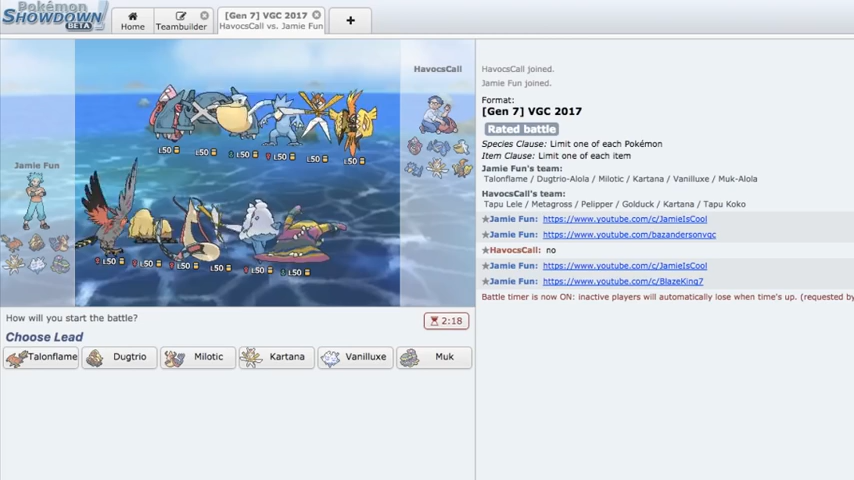 Pokémon
SHOWDOWN!
BETA
Home
Teambuilder
[Gen 7] VGC 2017
HavocsCall vs. Jamie Fun
+
HavocsCall
L50 L50 L50 L50 L50 L50
Jamie Fun
L50 L50 L50 L50 L50 L50
How will you start the battle?
2:18
Choose Lead
Talonflame
Dugtrio
Milotic
Kartana
Vanilluxe
Muk
HavocsCall joined.
Jamie Fun joined.
Format:
[Gen 7] VGC 2017
Rated battle
Species Clause: Limit one of each Pokémon
Item Clause: Limit one of each item
Jamie Fun's team:
Talonflame / Dugtrio-Alola / Milotic / Kartana / Vanilluxe / Muk-Alola
HavocsCall's team:
Tapu Lele / Metagross / Pelipper / Golduck / Kartana / Tapu Koko
★Jamie Fun: https://www.youtube.com/c/JamieIsCool
★Jamie Fun: https://www.youtube.com/bazandersonvgc
★HavocsCall: no
★Jamie Fun: https://www.youtube.com/c/JamieIsCool
★Jamie Fun: https://www.youtube.com/c/BlazeKing7
Battle timer is now ON: inactive players will automatically lose when time's up. (requested by